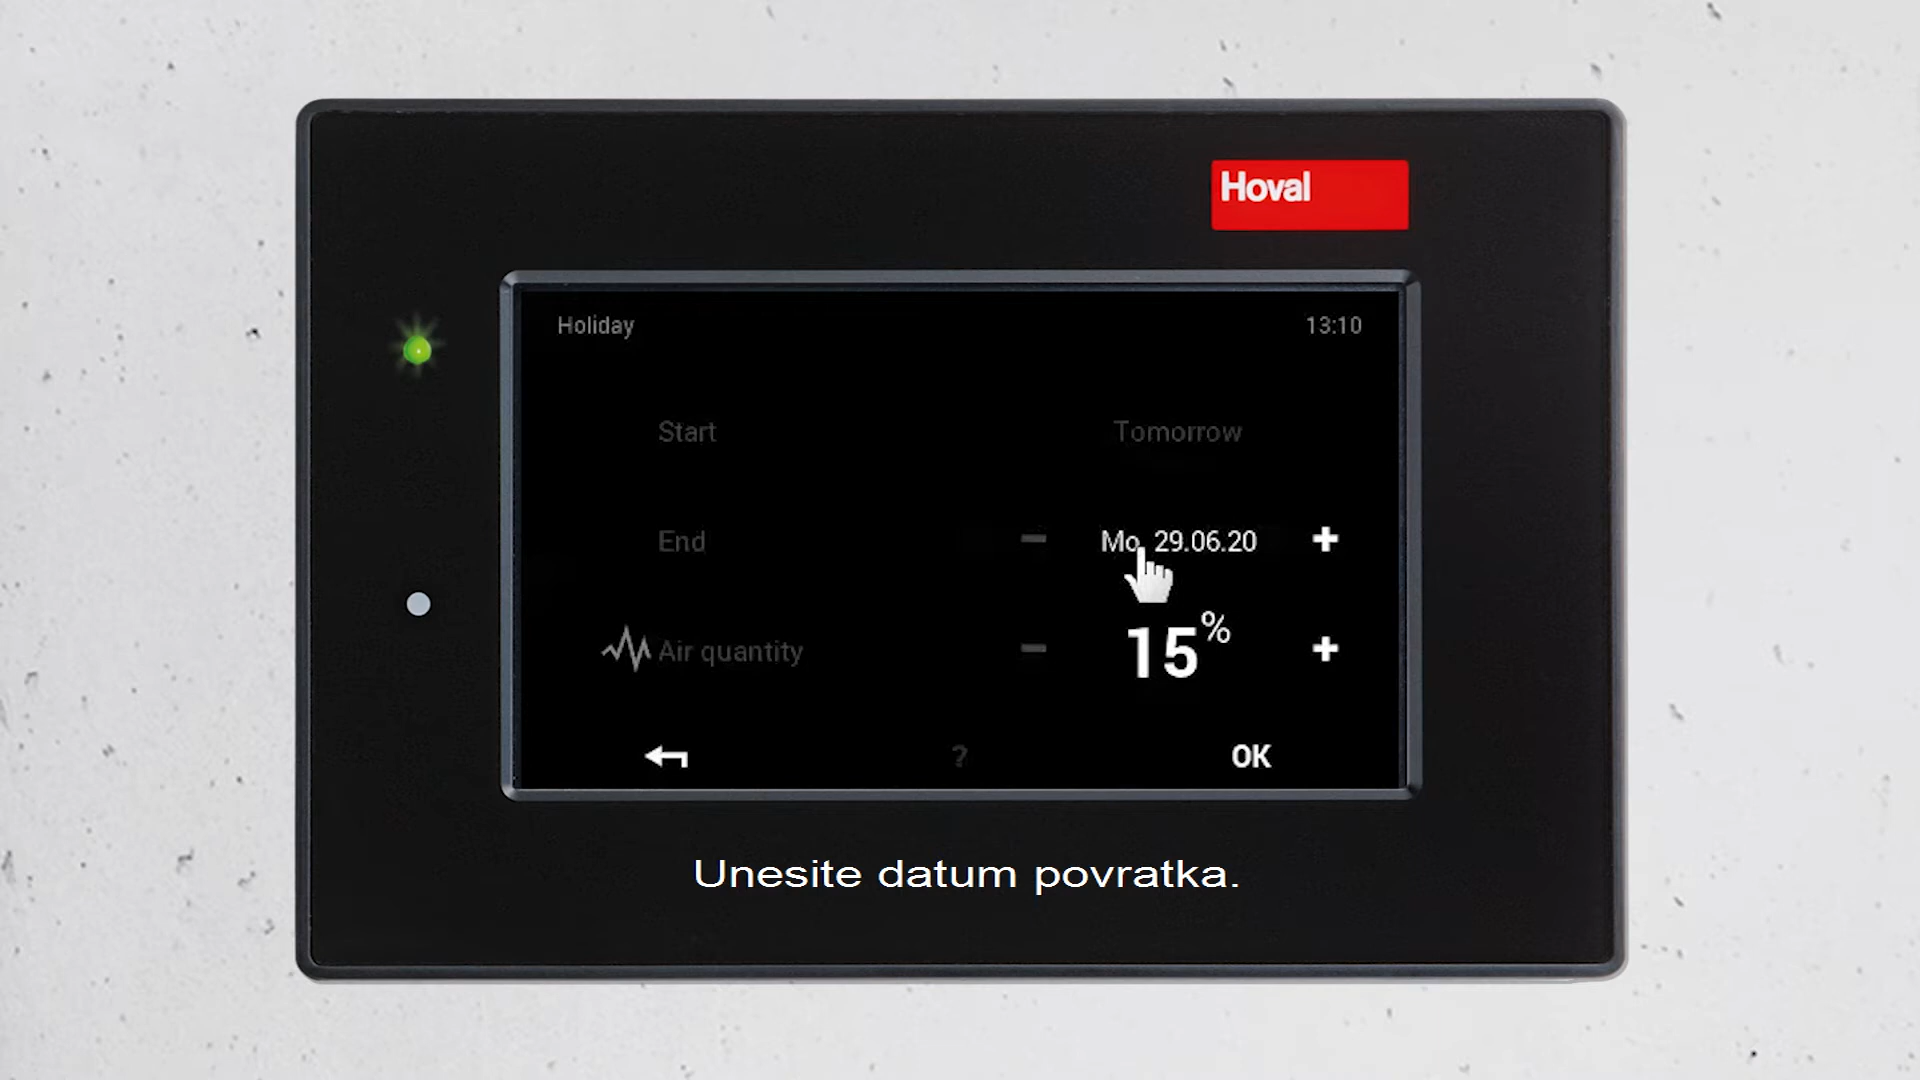 Hoval
Holiday 13:10
Start Tomorrow
End − Mo, 29.06.20 +
Air quantity − 15% +
? OK
Unesite datum povratka.